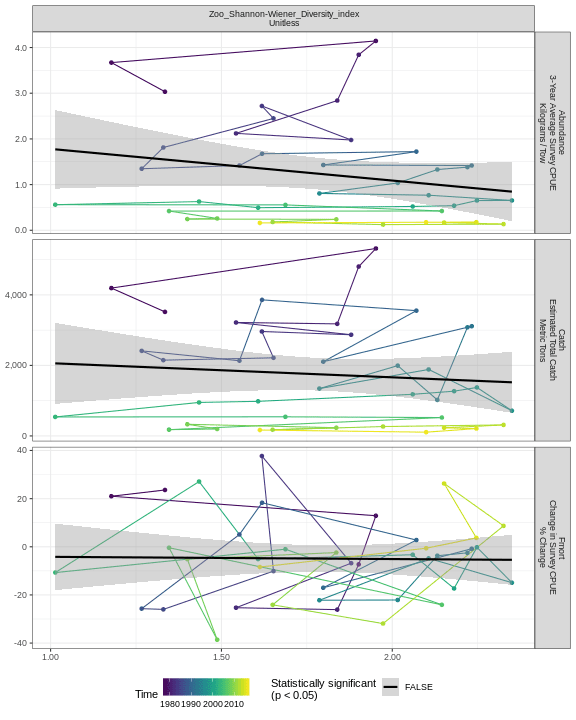 Zoo_Shannon-Wiener_Diversity_index
Unitless
4.0
3.0
2.0
1.0
0.0
Abundance
3-Year Average Survey CPUE
Kilograms / Tow
4,000
2,000
0
Catch
Estimated Total Catch
Metric Tons
40
20
0
-20
-40
Fmort
Change in Survey CPUE
% Change
1.00
1.50
2.00
Time
1980 1990 2000 2010
Statistically significant
(p < 0.05)
FALSE